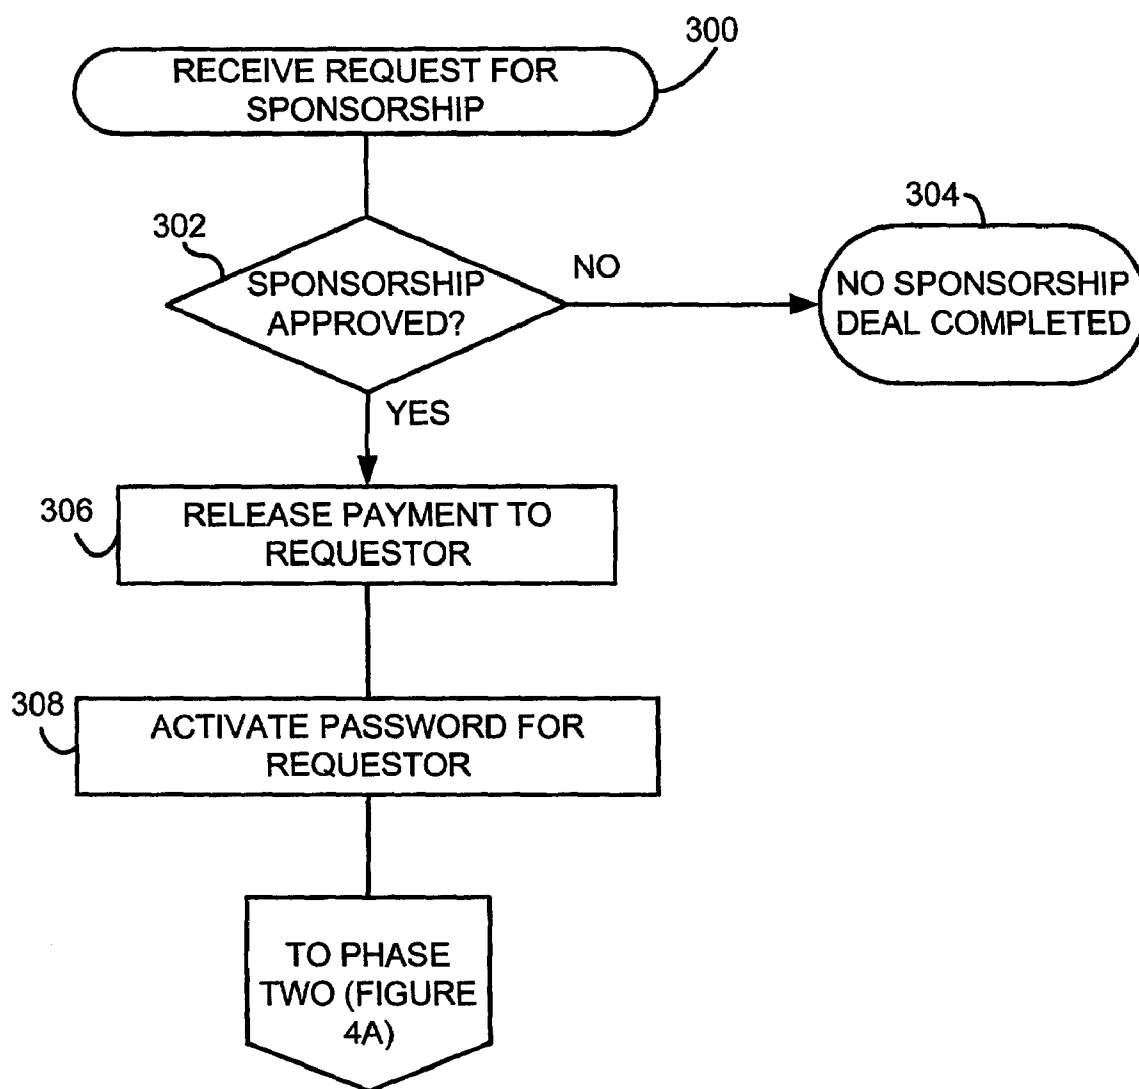 300
RECEIVE REQUEST FOR
SPONSORSHIP
304
302
SPONSORSHIP
APPROVED?
NO
NO SPONSORSHIP
DEAL COMPLETED
YES
306
RELEASE PAYMENT TO
REQUESTOR
308
ACTIVATE PASSWORD FOR
REQUESTOR
TO PHASE
TWO (FIGURE
4A)